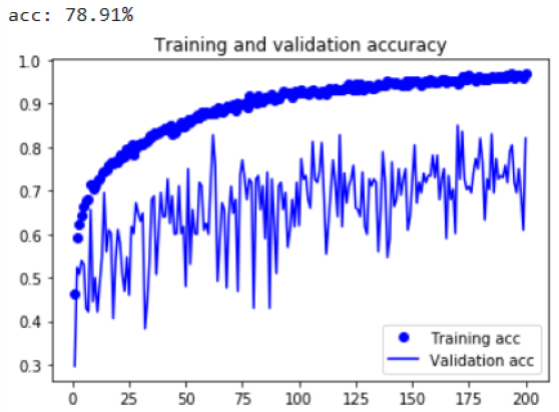 acc: 78.91%
Training and validation accuracy
1.0
0.9
0.8
0.7
0.6
0.5
0.4
0.3
Training acc
Validation acc
0 25 50 75 100 125 150 175 200